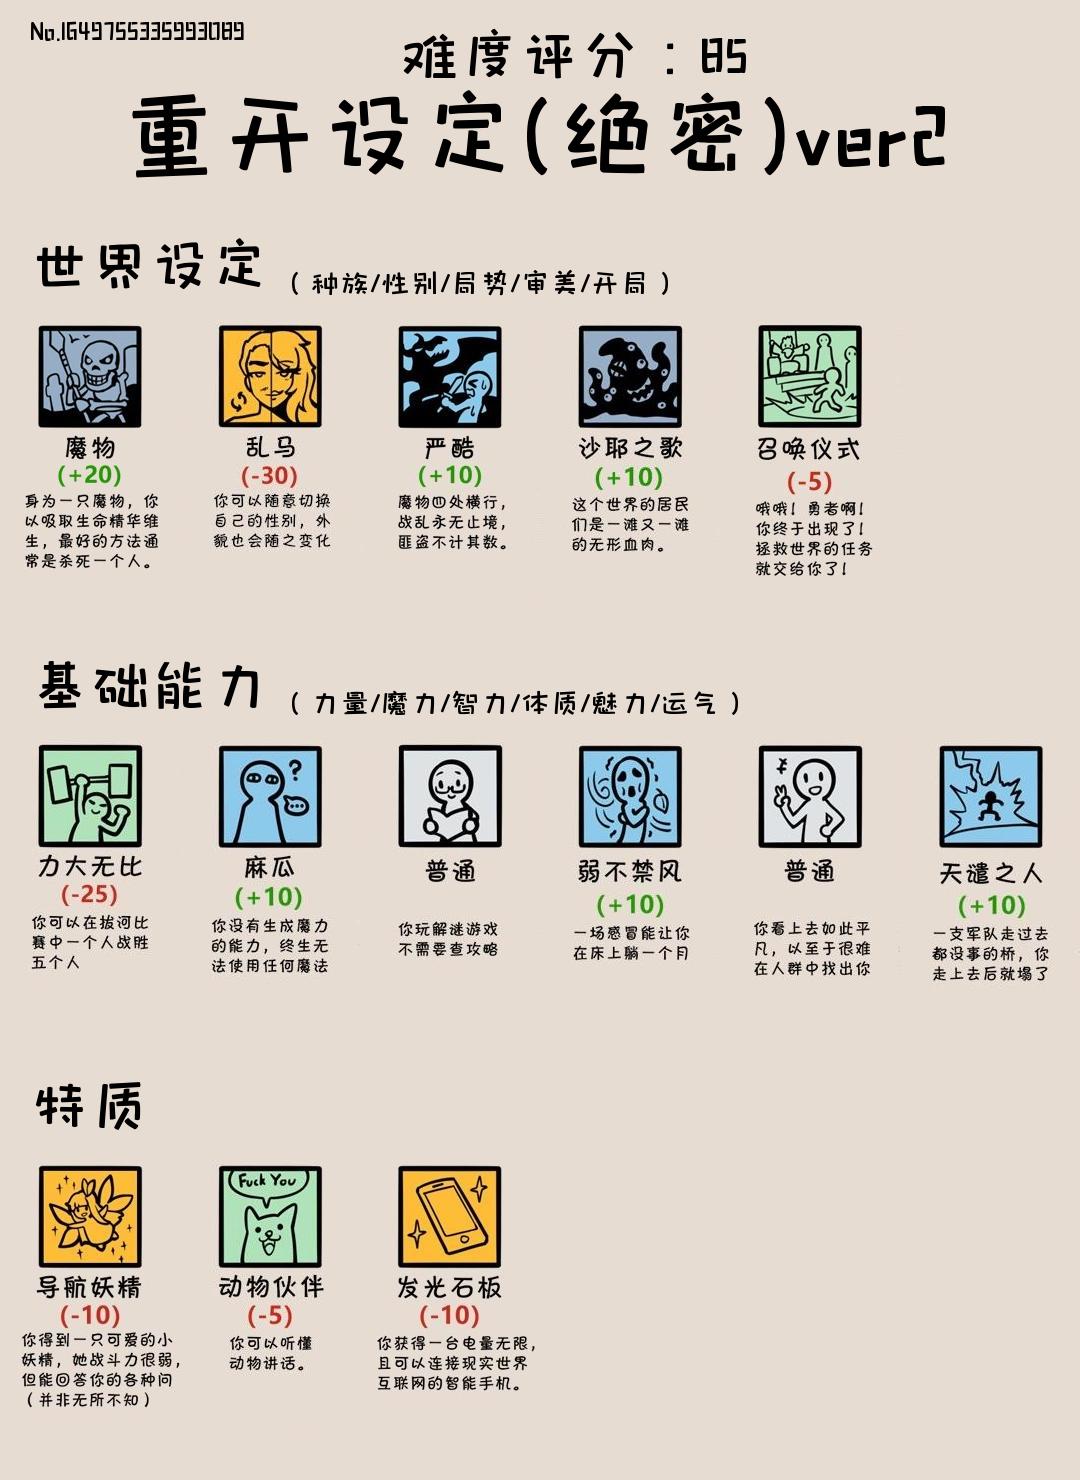 No.1649755335993089
难度评分：85
重开设定(绝密)ver2
世界设定（种族/性别/局势/审美/开局）
魔物
(+20)
身为一只魔物，你
以吸取生命精华维
生，最好的方法通
常是杀死一个人。
乱马
(-30)
你可以随意切换
自己的性别，外
貌也会随之变化
严酷
(+10)
魔物四处横行，
战乱永无止境，
匪盗不计其数。
沙耶之歌
(+10)
这个世界的居民
们是一滩又一滩
的无形血肉。
召唤仪式
(-5)
哦哦！勇者啊！
你终于出现了！
拯救世界的任务
就交给你了！
基础能力（力量/魔力/智力/体质/魅力/运气）
力大无比
(-25)
你可以在拔河比
赛中一个人战胜
五个人
麻瓜
(+10)
你没有生成魔力
的能力，终生无
法使用任何魔法
普通
你玩解谜游戏
不需要查攻略
弱不禁风
(+10)
一场感冒能让你
在床上躺一个月
普通
你看上去如此平
凡，以至于很难
在人群中找出你
天谴之人
(+10)
一支军队走过去
都没事的桥，你
走上去后就塌了
特质
导航妖精
(-10)
你得到一只可爱的小
妖精，她战斗力很弱，
但能回答你的各种问
（并非无所不知）
Fuck You
动物伙伴
(-5)
你可以听懂
动物讲话。
发光石板
(-10)
你获得一台电量无限，
且可以连接现实世界
互联网的智能手机。